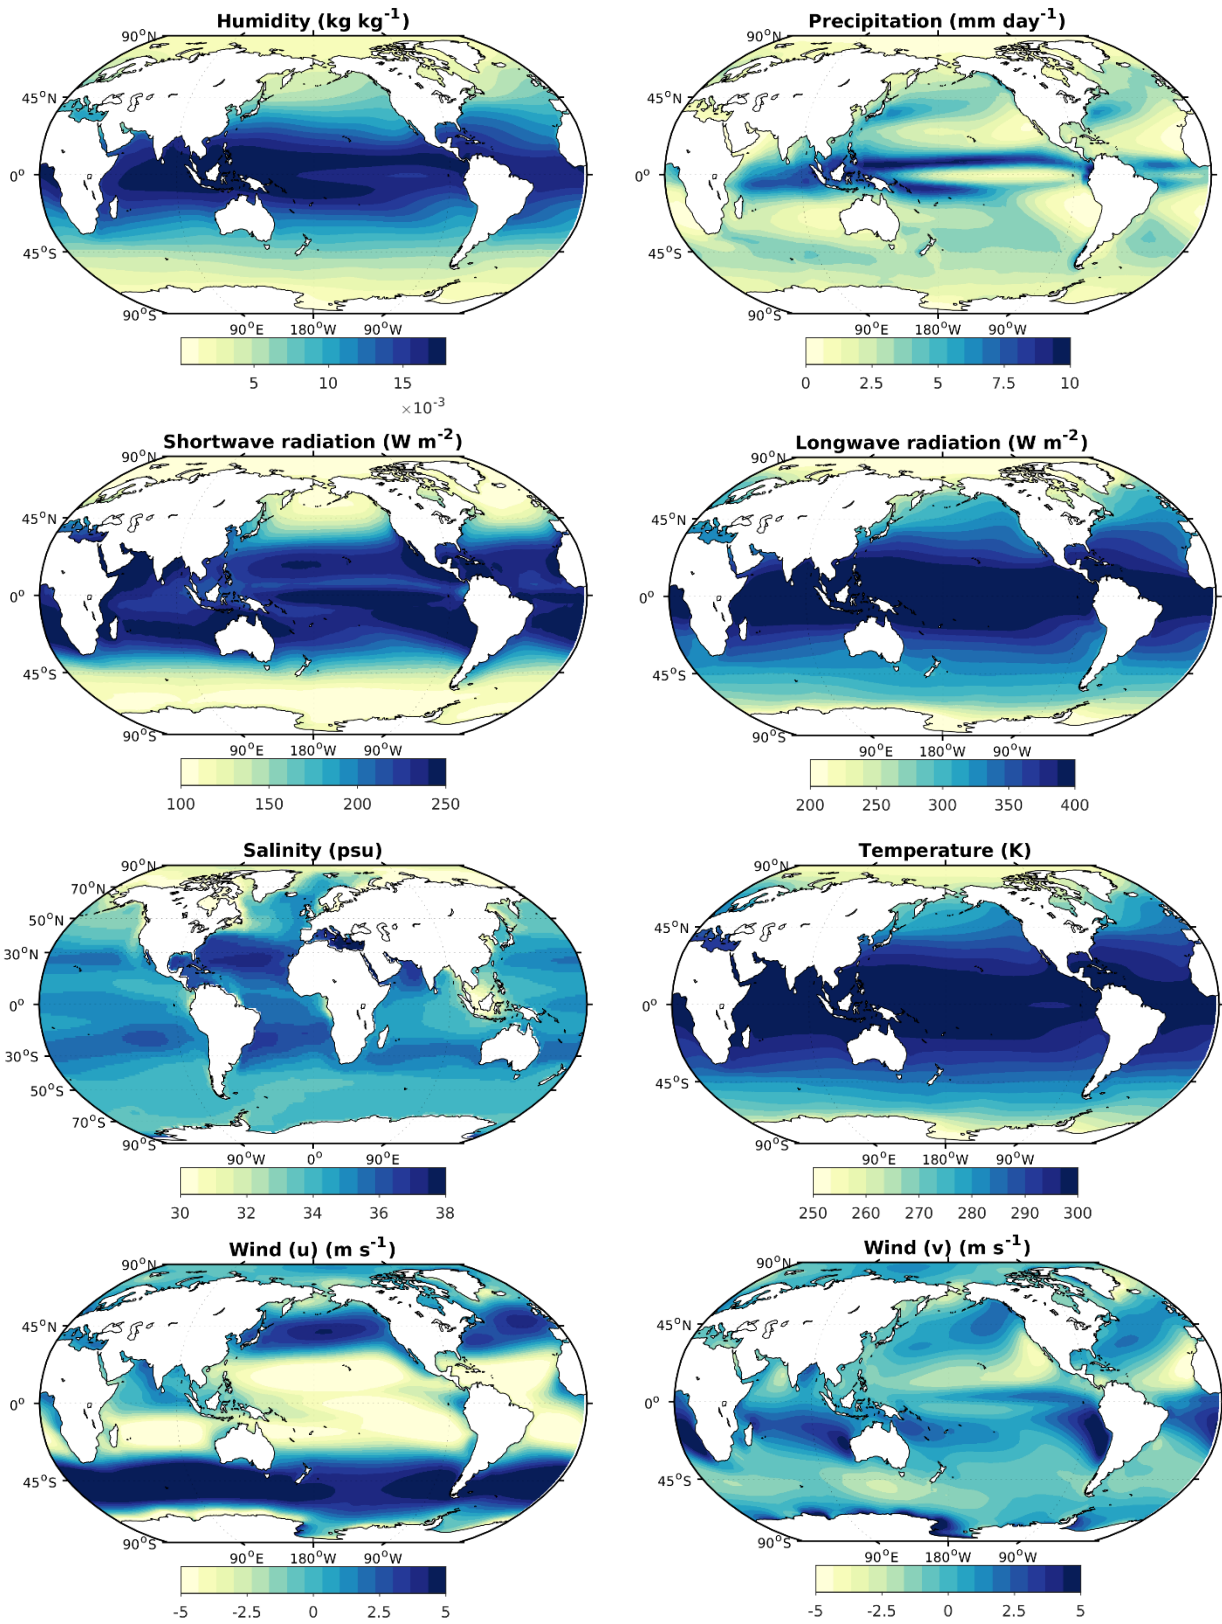 Humidity (kg kg⁻¹)
90°N
45°N
0°
45°S
90°S
90°E 180°W 90°W
5 10 15
×10⁻³
Precipitation (mm day⁻¹)
90°N
45°N
0°
45°S
90°S
90°E 180°W 90°W
0 2.5 5 7.5 10
Shortwave radiation (W m⁻²)
90°N
45°N
0°
45°S
90°S
90°E 180°W 90°W
100 150 200 250
Longwave radiation (W m⁻²)
90°N
45°N
0°
45°S
90°S
90°E 180°W 90°W
200 250 300 350 400
Salinity (psu)
90°N
70°N
50°N
30°N
0°
30°S
50°S
70°S
90°S
90°W 0° 90°E
30 32 34 36 38
Temperature (K)
90°N
45°N
0°
45°S
90°S
90°E 180°W 90°W
250 260 270 280 290 300
Wind (u) (m s⁻¹)
90°N
45°N
0°
45°S
90°S
90°E 180°W 90°W
-5 -2.5 0 2.5 5
Wind (v) (m s⁻¹)
90°N
45°N
0°
45°S
90°S
90°E 180°W 90°W
-5 -2.5 0 2.5 5